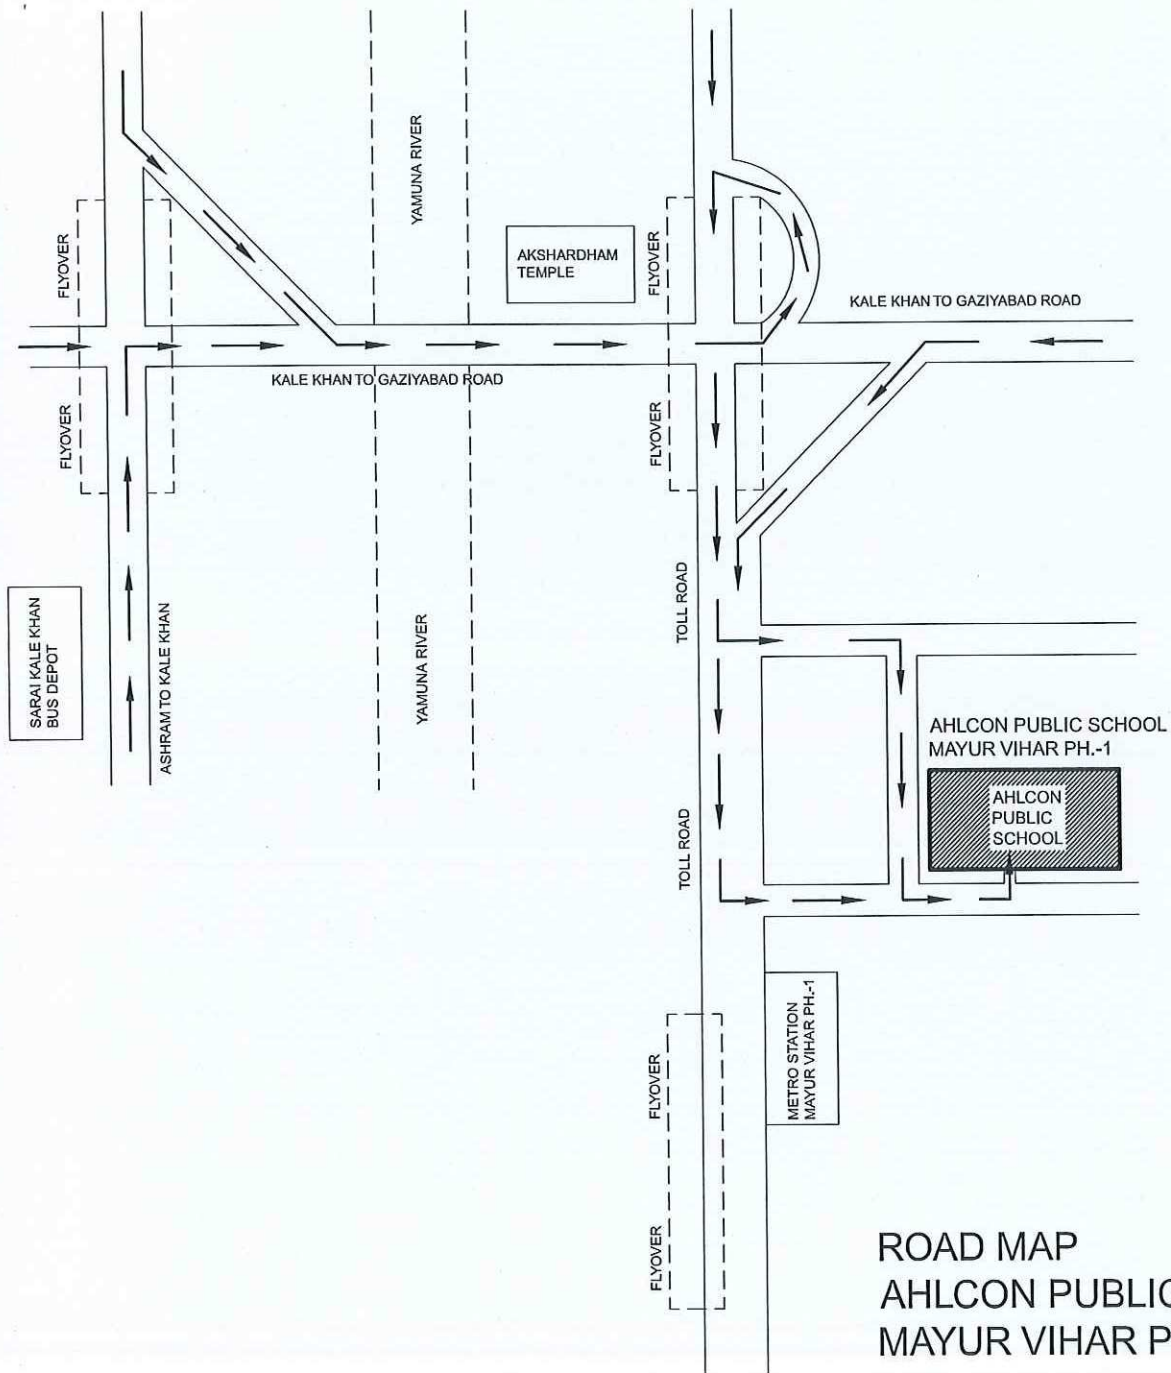 YAMUNA RIVER
FLYOVER
AKSHARDHAM
TEMPLE
FLYOVER
KALE KHAN TO GAZIYABAD ROAD
KALE KHAN TO GAZIYABAD ROAD
FLYOVER
FLYOVER
SARAI KALE KHAN
BUS DEPOT
ASHRAM TO KALE KHAN
YAMUNA RIVER
TOLL ROAD
AHLCON PUBLIC SCHOOL
MAYUR VIHAR PH.-1
AHLCON
PUBLIC
SCHOOL
TOLL ROAD
METRO STATION
MAYUR VIHAR PH.-1
FLYOVER
FLYOVER
ROAD MAP
AHLCON PUBLIC
MAYUR VIHAR P